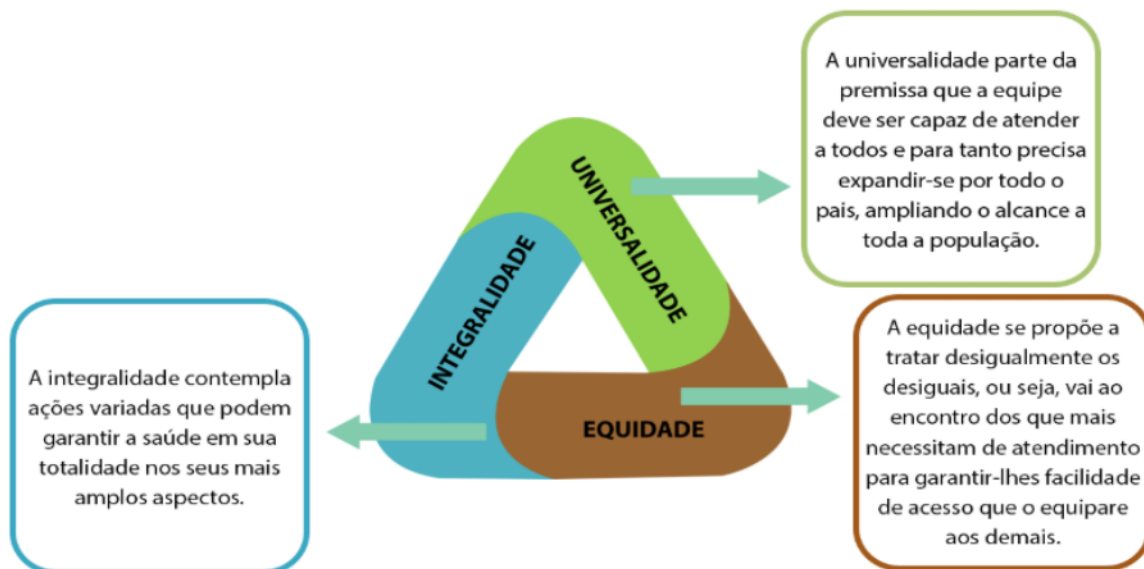 A universalidade parte da
premissa que a equipe
deve ser capaz de atender
a todos e para tanto precisa
expandir-se por todo o
pais, ampliando o alcance a
toda a população.
UNIVERSALIDADE
INTEGRALIDADE
EQUIDADE
A integralidade contempla
ações variadas que podem
garantir a saúde em sua
totalidade nos seus mais
amplos aspectos.
A equidade se propõe a
tratar desigualmente os
desiguais, ou seja, vai ao
encontro dos que mais
necessitam de atendimento
para garantir-lhes facilidade
de acesso que o equipare
aos demais.